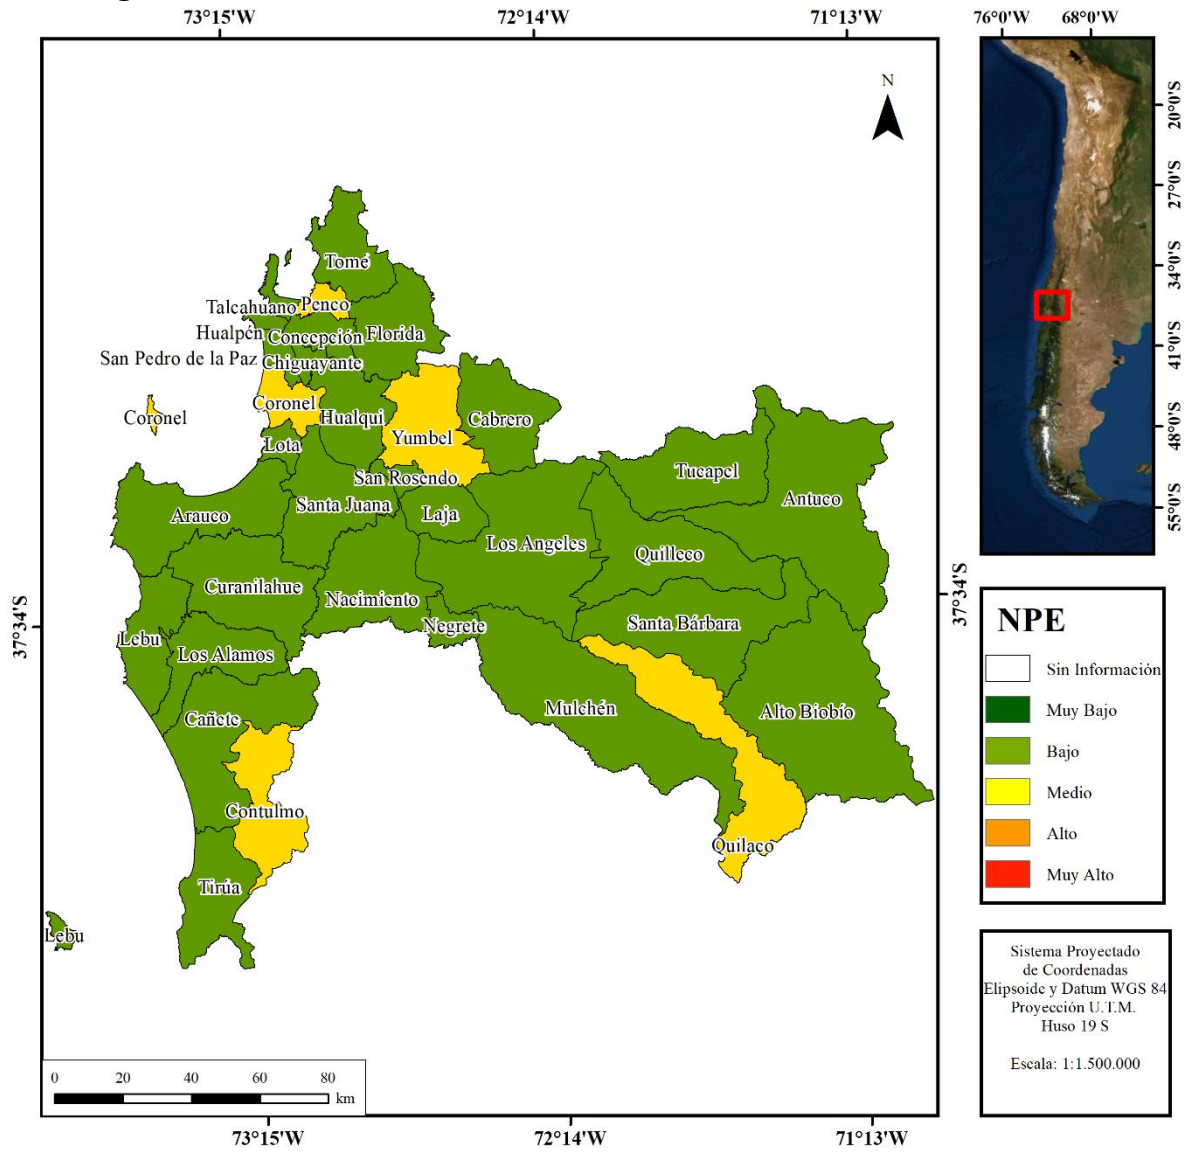 73°15'W 72°14'W 71°13'W
76°0'W 68°0'W
N
20°0'S
27°0'S
34°0'S
41°0'S
48°0'S
55°0'S
Tomé
Talcahuano Penco
Hualpén Concepción Florida
San Pedro de la Paz Chiguayante
Coronel Coronel Hualqui Cabrero
Yumbel
Lota
San Rosendo Tucapel
Santa Juana Antuco
Arauco Laja
Los Angeles
Quilleco
Curanilahue
Nacimiento
37°34'S 37°34'S
Negrete Santa Bárbara
Lebu
Los Alamos
Cañete Mulchén Alto Biobío
Contulmo
Quilaco
Tirúa
Lebu
NPE
Sin Información
Muy Bajo
Bajo
Medio
Alto
Muy Alto
Sistema Proyectado
de Coordenadas
Elipsoide y Datum WGS 84
Proyección U.T.M.
Huso 19 S
Escala: 1:1.500.000
0 20 40 60 80
km
73°15'W 72°14'W 71°13'W